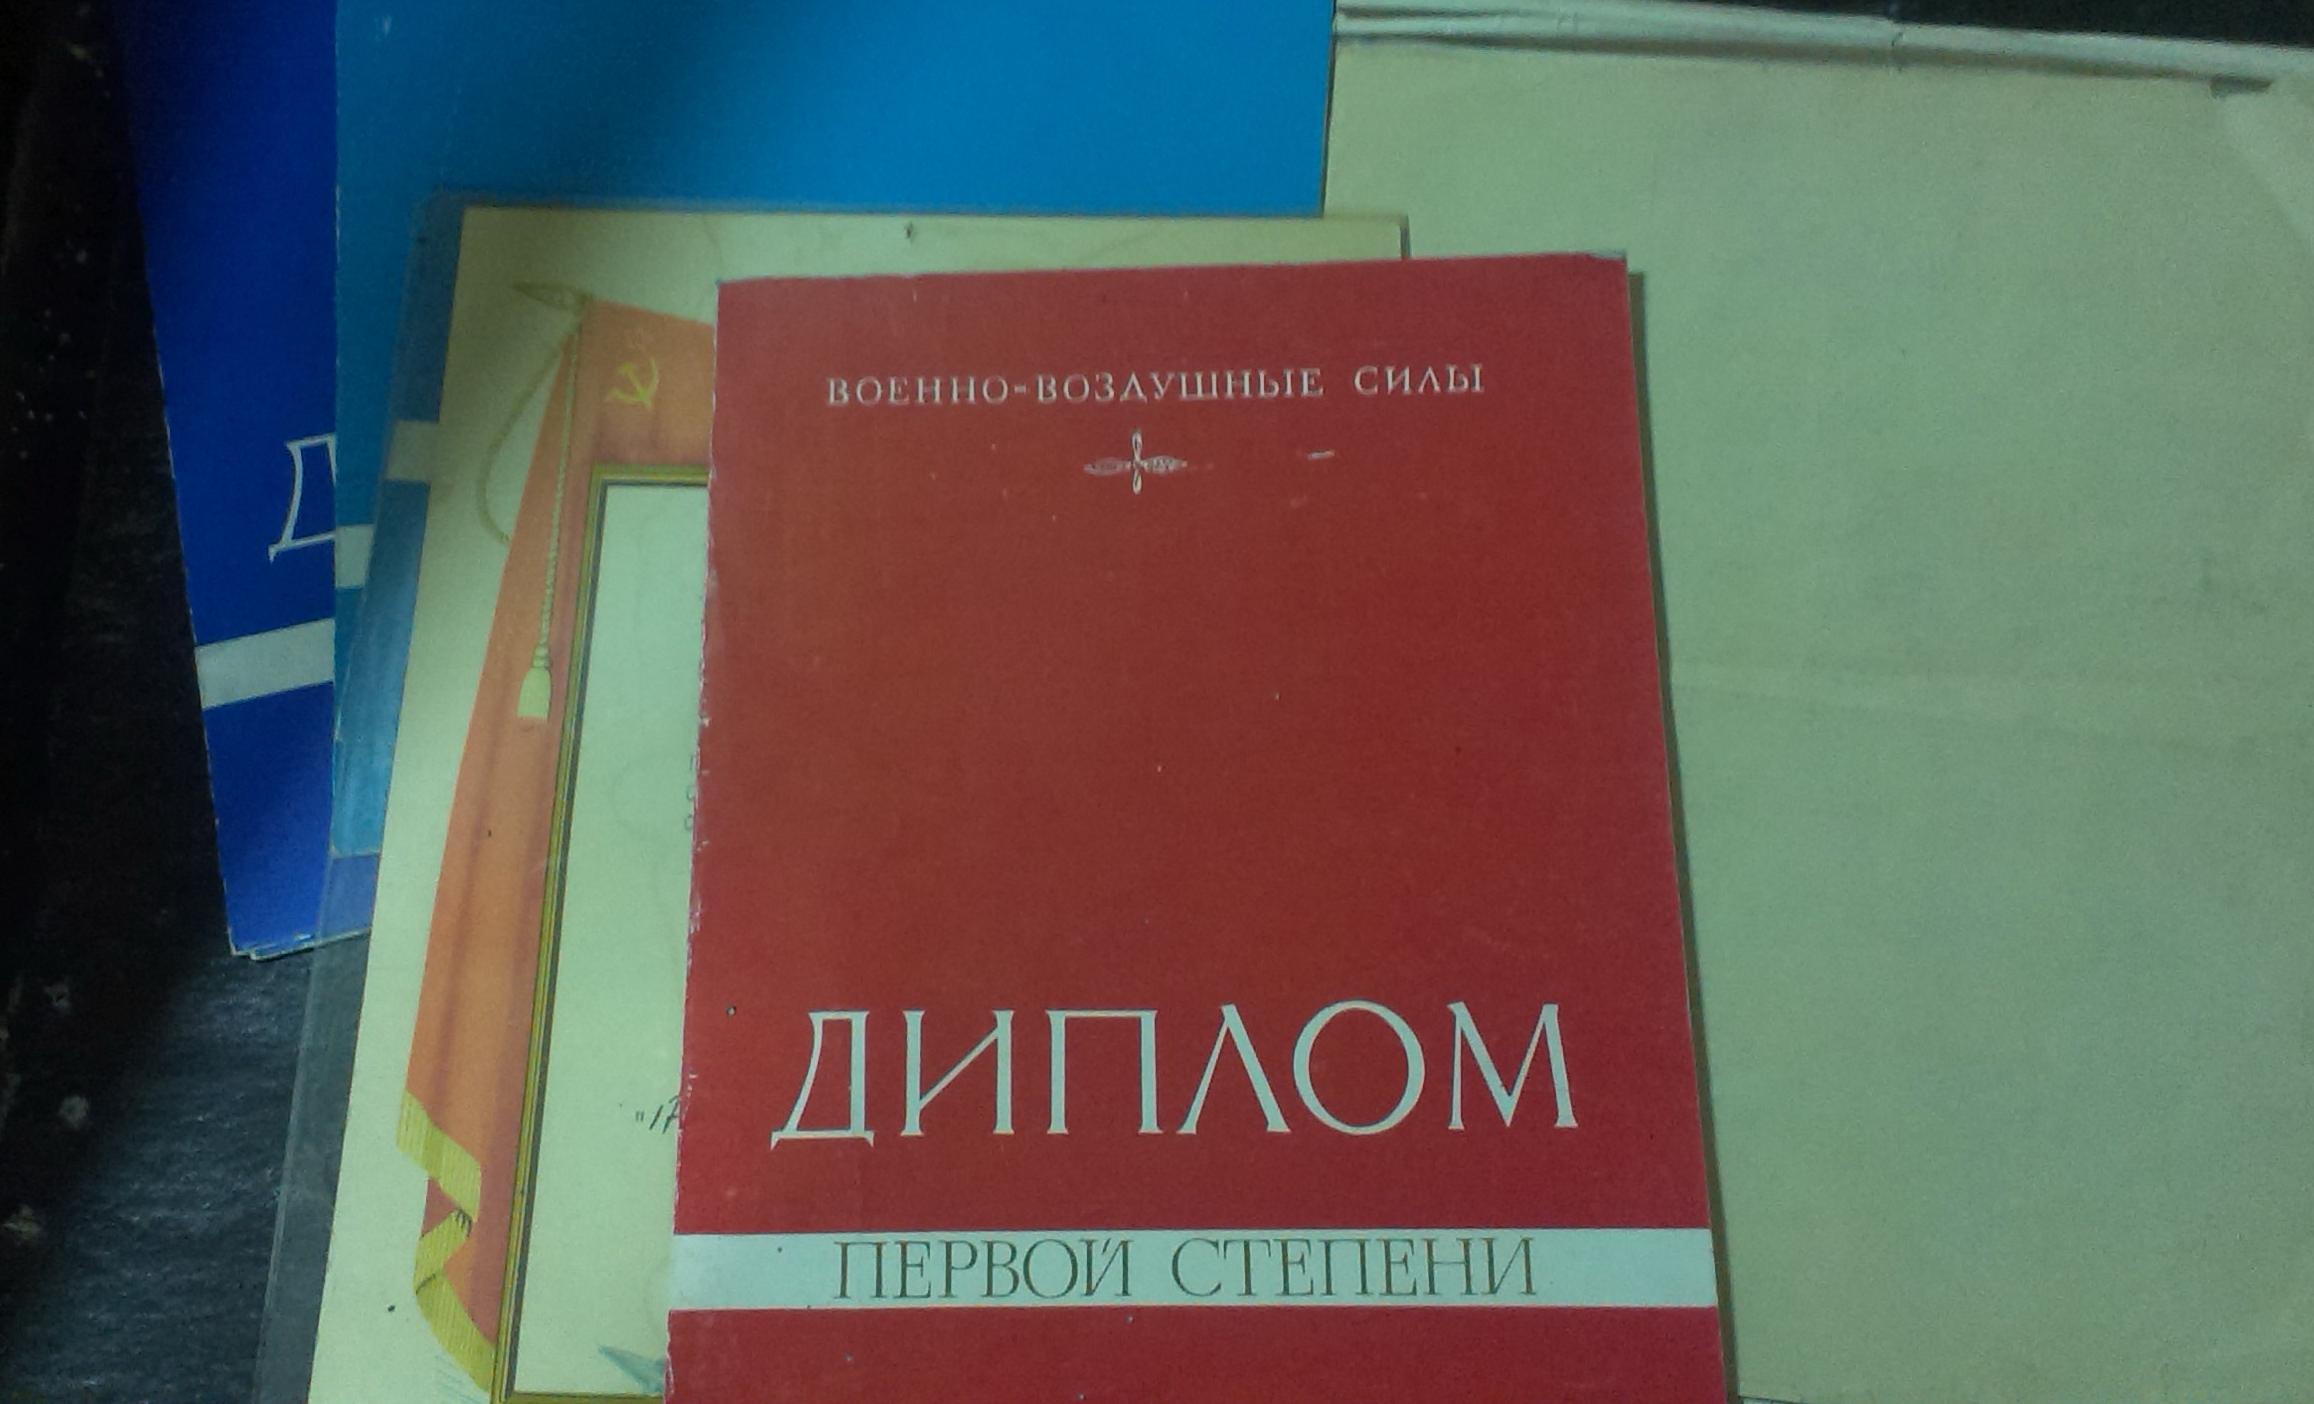 ВОЕННО-ВОЗДУШНЫЕ СИЛЫ
ДИПЛОМ
ПЕРВОЙ СТЕПЕНИ